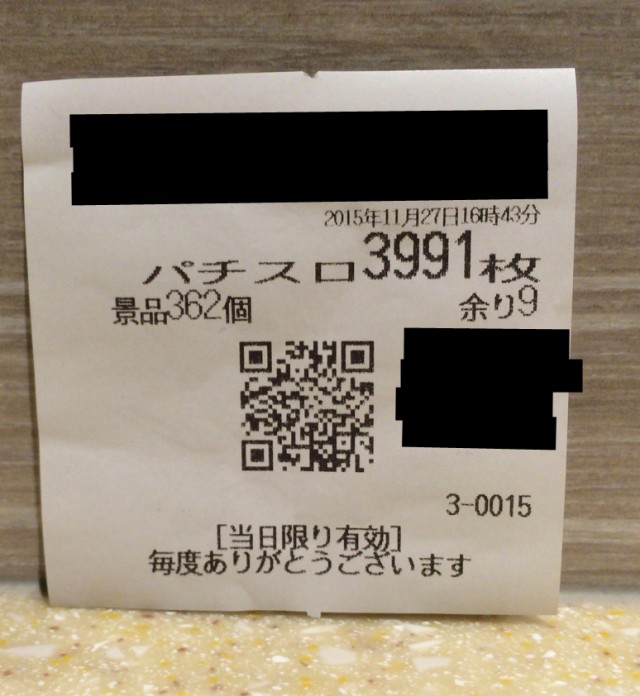 2015年11月27日16時43分
パチスロ3991枚
景品362個 余り9
3-0015
[当日限り有効]
毎度ありがとうございます